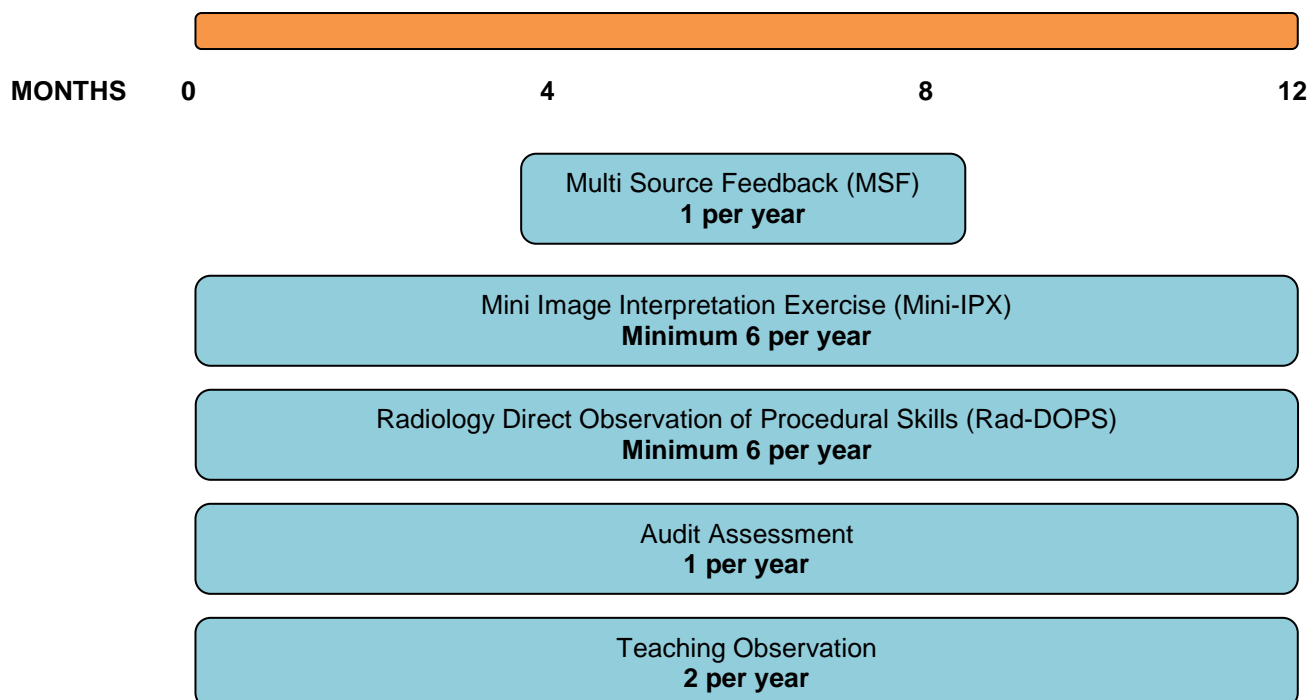 MONTHS 0 4 8 12
Multi Source Feedback (MSF)
1 per year
Mini Image Interpretation Exercise (Mini-IPX)
Minimum 6 per year
Radiology Direct Observation of Procedural Skills (Rad-DOPS)
Minimum 6 per year
Audit Assessment
1 per year
Teaching Observation
2 per year